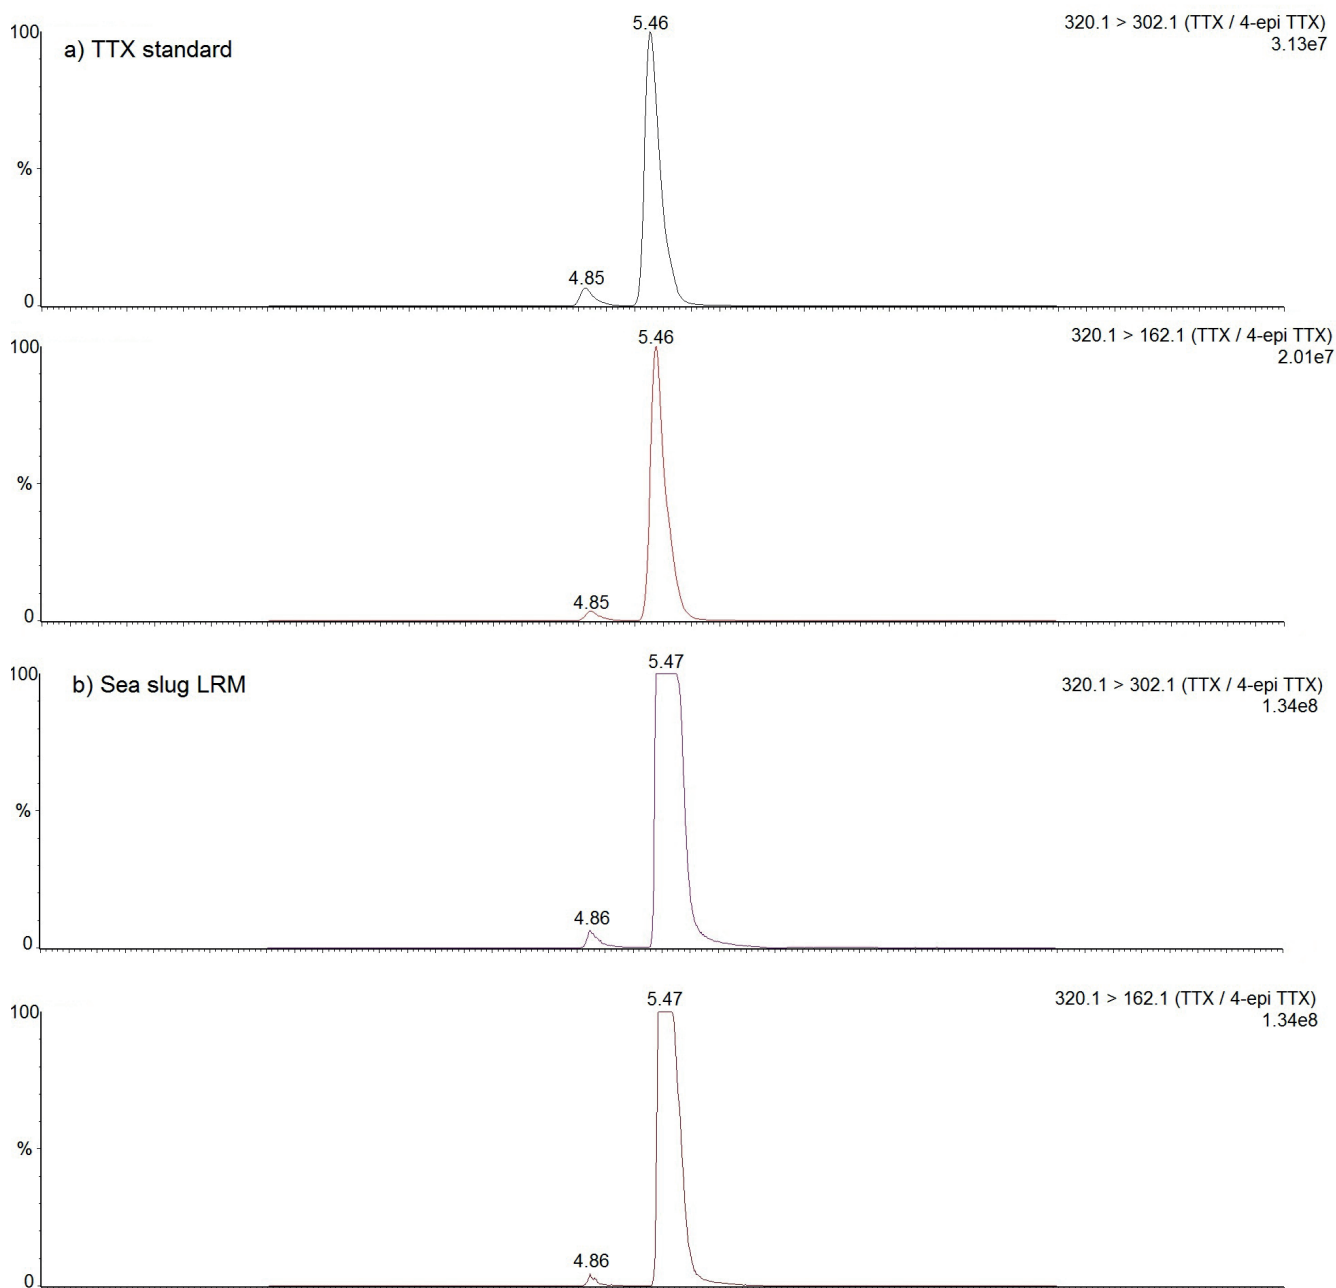 5.46
320.1 > 302.1 (TTX / 4-epi TTX)
3.13e7
100
a) TTX standard
%
4.85
0
5.46
320.1 > 162.1 (TTX / 4-epi TTX)
2.01e7
100
%
4.85
0
5.47
100
b) Sea slug LRM
320.1 > 302.1 (TTX / 4-epi TTX)
1.34e8
%
4.86
0
5.47
320.1 > 162.1 (TTX / 4-epi TTX)
1.34e8
100
%
4.86
0